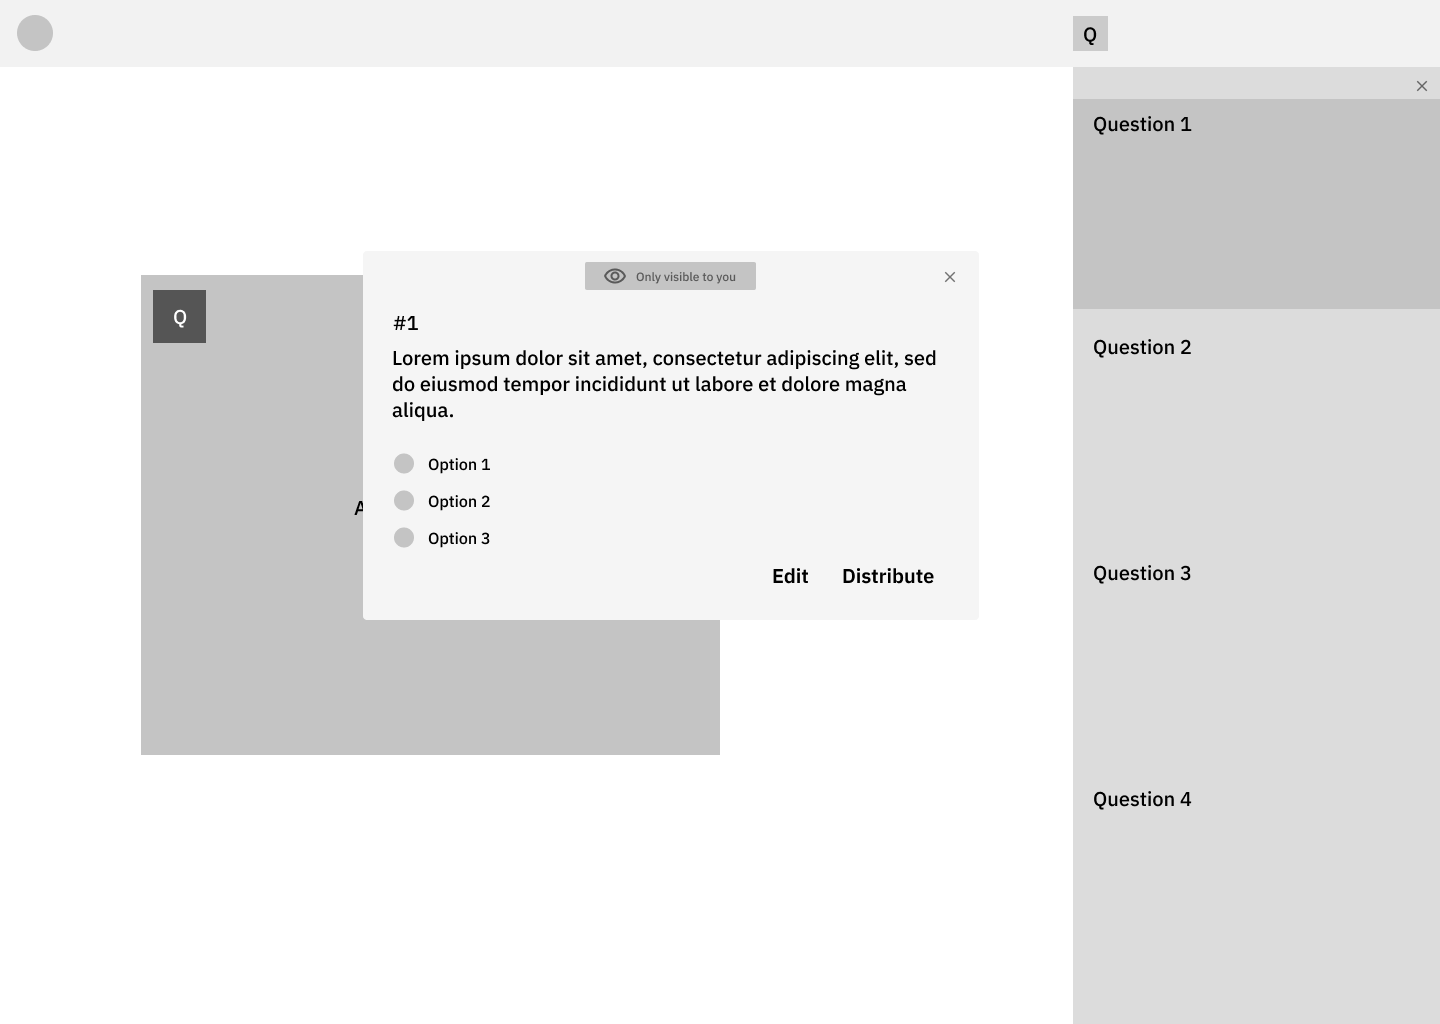 Q
Question 1
Only visible to you
Q
#1
Lorem ipsum dolor sit amet, consectetur adipiscing elit, sed
do eiusmod tempor incididunt ut labore et dolore magna
aliqua.
Option 1
Option 2
A
Option 3
Edit Distribute
Question 2
Question 3
Question 4